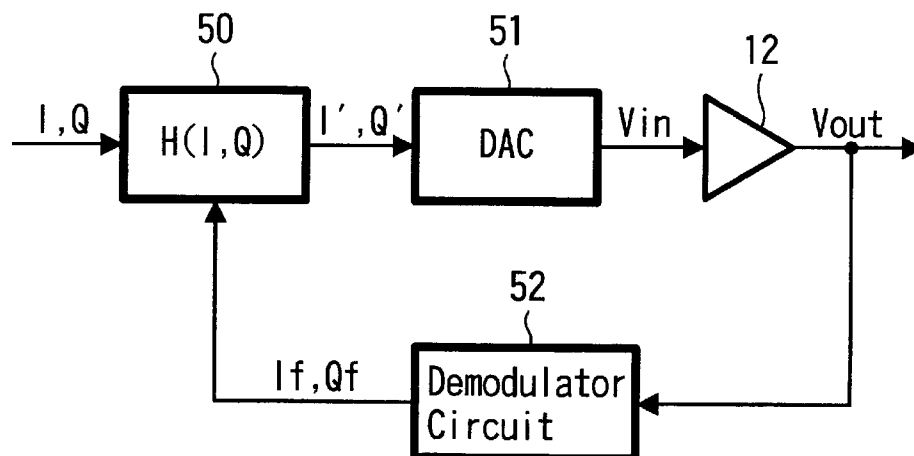 50
51
12
I,Q
H(I,Q)
I′,Q′
DAC
Vin
Vout
52
If,Qf
Demodulator
Circuit